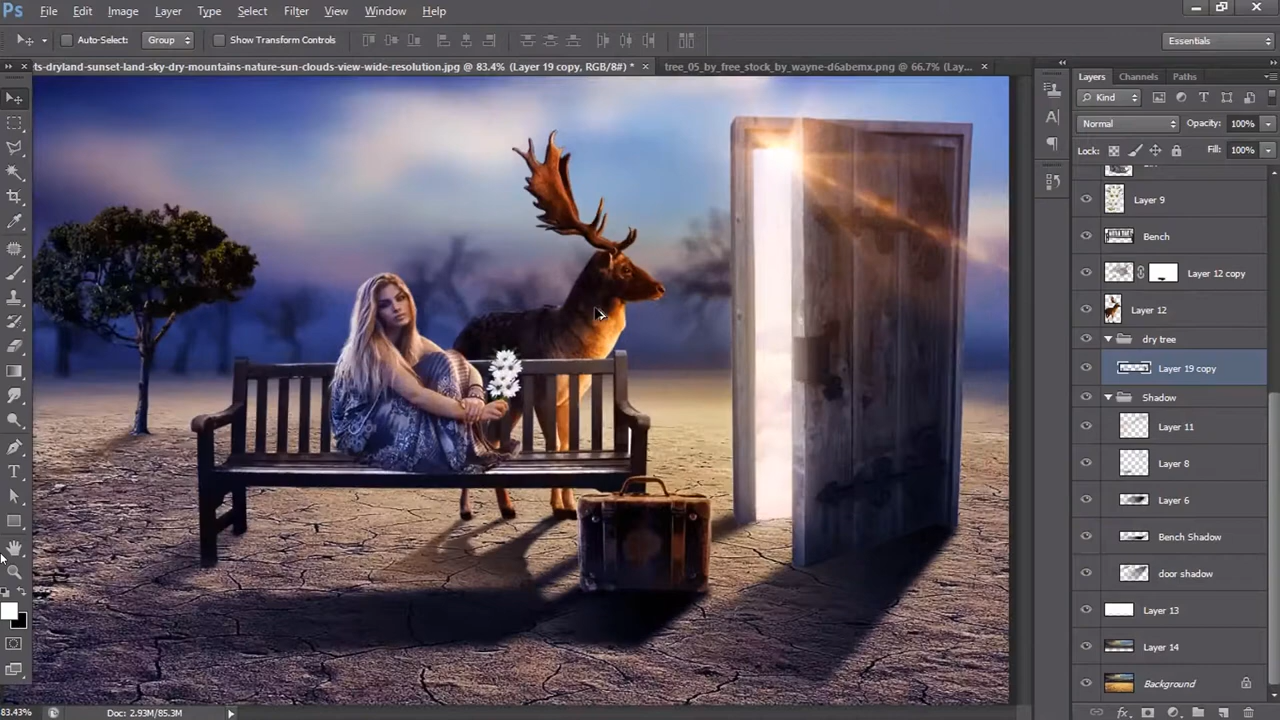 Ps File Edit Image Layer Type Select Filter View Window Help
Auto-Select: Group Show Transform Controls Essentials
ts-dryland-sunset-land-sky-dry-mountains-nature-sun-clouds-view-wide-resolution.jpg @ 83.4% (Layer 19 copy, RGB/8#) * tree_05_by_free_stock_by_wayne-d6abemx.png @ 66.7% (Lay...
Layers Channels Paths
Kind
Normal Opacity: 100%
Lock: Fill: 100%
Layer 9
Bench
Layer 12 copy
Layer 12
dry tree
Layer 19 copy
Shadow
Layer 11
Layer 8
Layer 6
Bench Shadow
door shadow
Layer 13
Layer 14
Background
83.43% Doc: 2.93M/85.3M